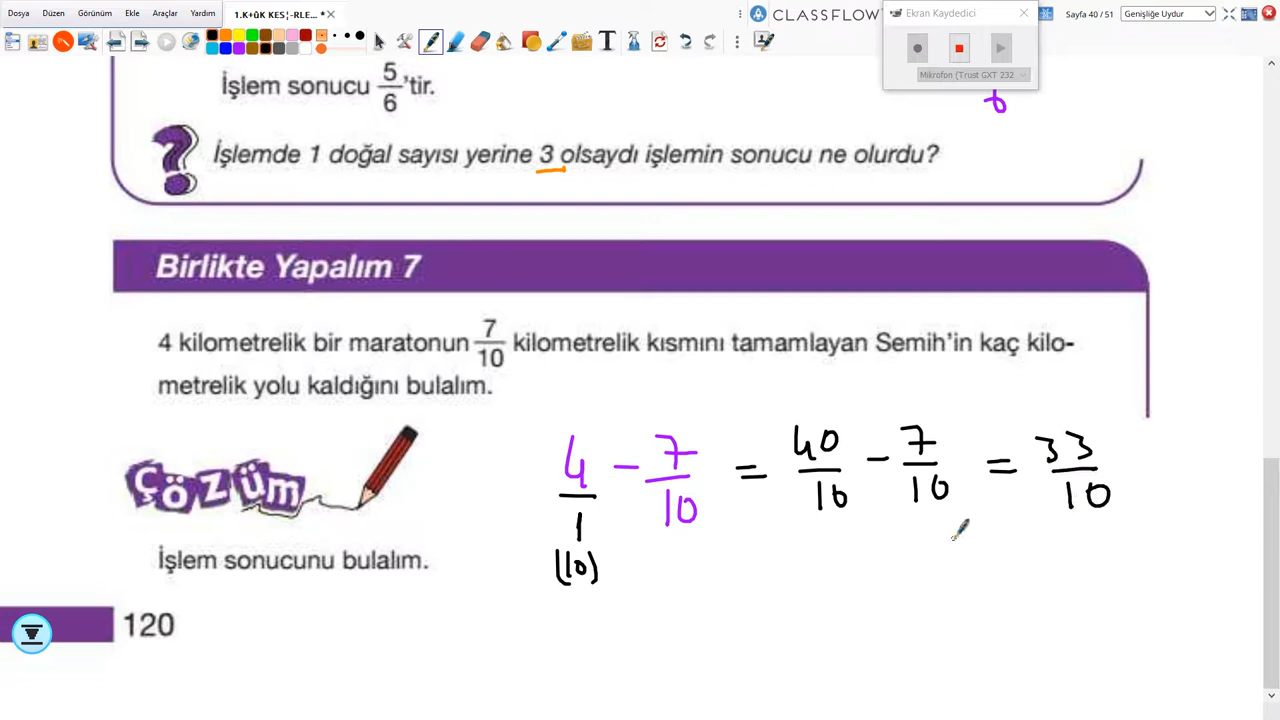 Dosya Düzen Görünüm Ekle Araçlar Yardım
1.K+ûK KES¦-RLE... *
CLASSFLOW
Ekran Kaydedici
Mikrofon (Trust GXT 232
Sayfa 40 / 51
Genişliğe Uydur
İşlem sonucu 5/6'tir.
6
İşlemde 1 doğal sayısı yerine 3 olsaydı işlemin sonucu ne olurdu?
Birlikte Yapalım 7
4 kilometrelik bir maratonun 7/10 kilometrelik kısmını tamamlayan Semih'in kaç kilo-
metrelik yolu kaldığını bulalım.
Çözüm
4/1 - 7/10 = 40/10 - 7/10 = 33/10
(10)
İşlem sonucunu bulalım.
120